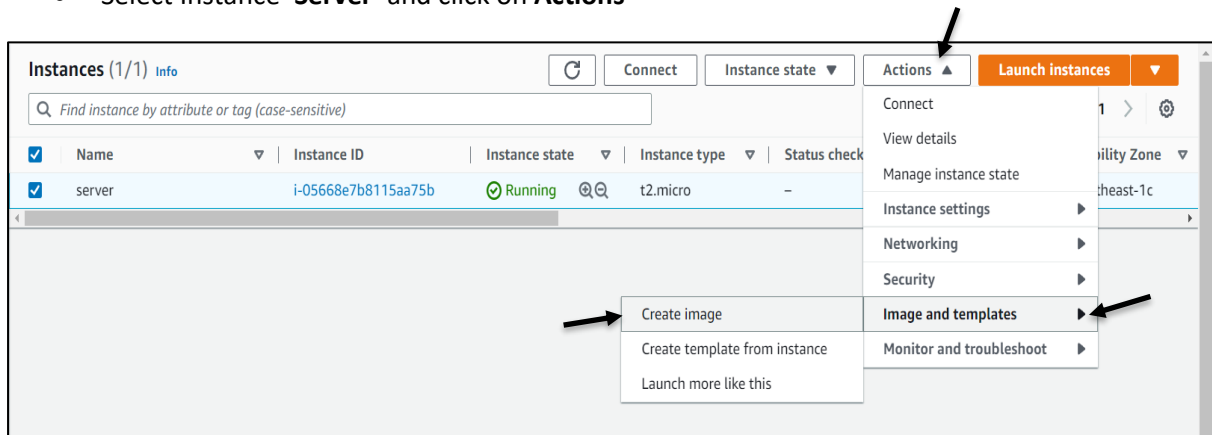 • Select Instance "Server" and click on Actions
Instances (1/1) Info
Connect
Instance state
Actions
Launch instances
Find instance by attribute or tag (case-sensitive)
1
Name
Instance ID
Instance state
Instance type
Status check
ility Zone
server
i-05668e7b8115aa75b
Running
t2.micro
–
heast-1c
Connect
View details
Manage instance state
Instance settings
Networking
Security
Image and templates
Monitor and troubleshoot
Create image
Create template from instance
Launch more like this